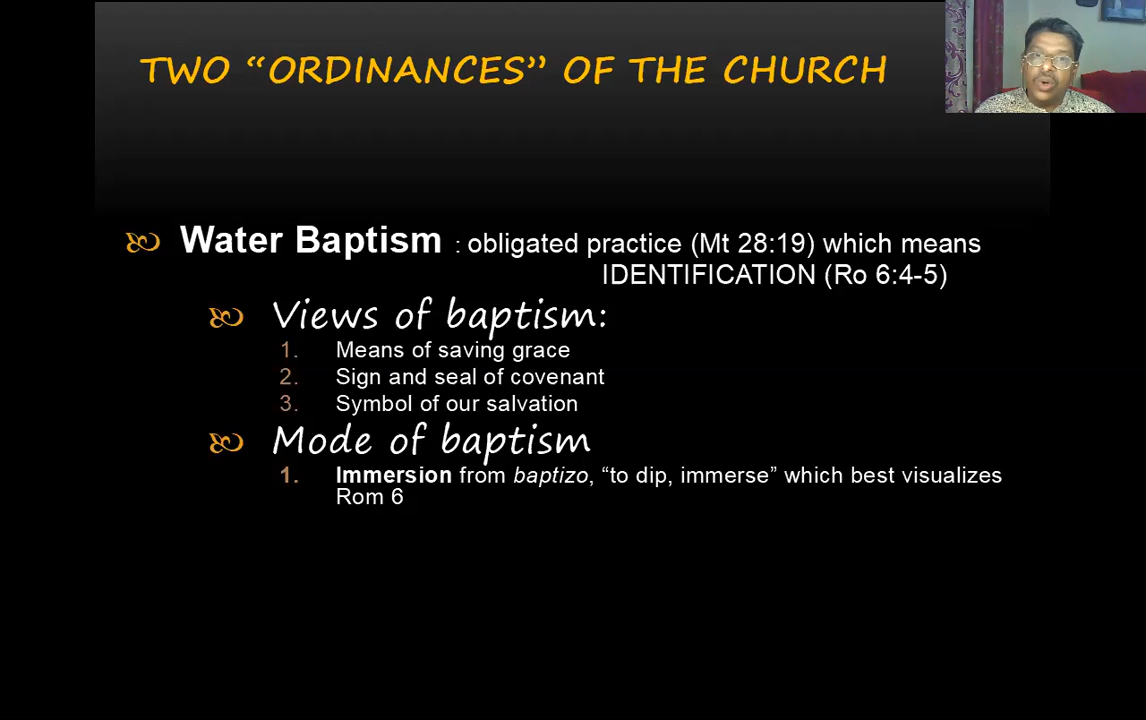 TWO “ORDINANCES” OF THE CHURCH
Water Baptism : obligated practice (Mt 28:19) which means
IDENTIFICATION (Ro 6:4-5)
Views of baptism:
1. Means of saving grace
2. Sign and seal of covenant
3. Symbol of our salvation
Mode of baptism
1. Immersion from baptizo, “to dip, immerse” which best visualizes
Rom 6